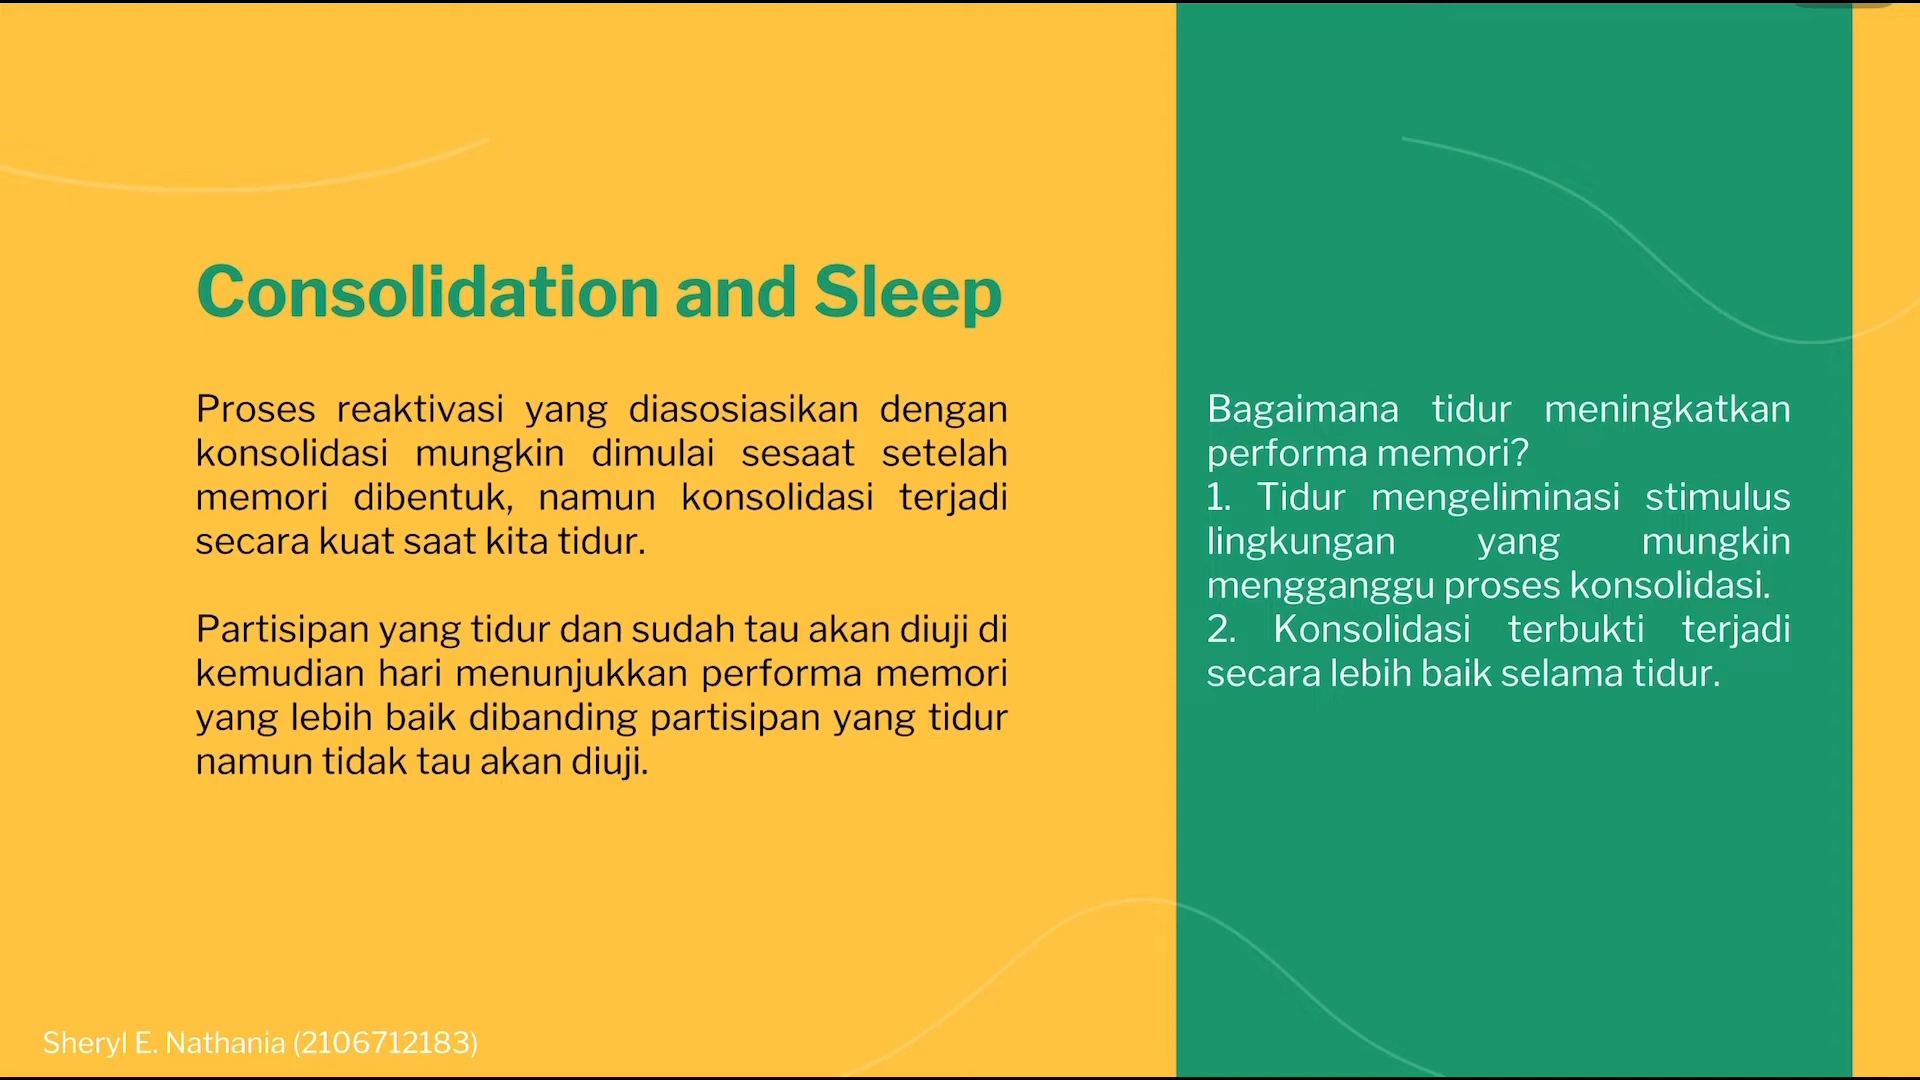 Consolidation and Sleep
Proses reaktivasi yang diasosiasikan dengan
konsolidasi mungkin dimulai sesaat setelah
memori dibentuk, namun konsolidasi terjadi
secara kuat saat kita tidur.
Partisipan yang tidur dan sudah tau akan diuji di
kemudian hari menunjukkan performa memori
yang lebih baik dibanding partisipan yang tidur
namun tidak tau akan diuji.
Bagaimana tidur meningkatkan
performa memori?
1. Tidur mengeliminasi stimulus
lingkungan yang mungkin
mengganggu proses konsolidasi.
2. Konsolidasi terbukti terjadi
secara lebih baik selama tidur.
Sheryl E. Nathania (2106712183)